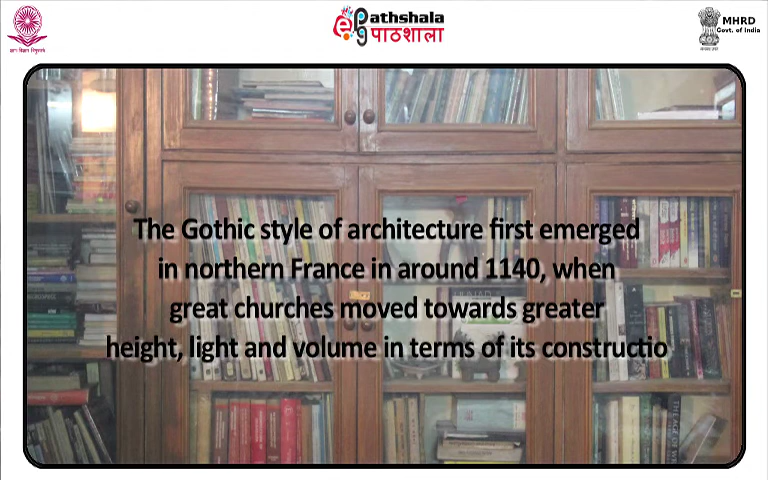 ePathshala
पाठशाला
MHRD
Govt. of India
The Gothic style of architecture first emerged
in northern France in around 1140, when
great churches moved towards greater
height, light and volume in terms of its constructio